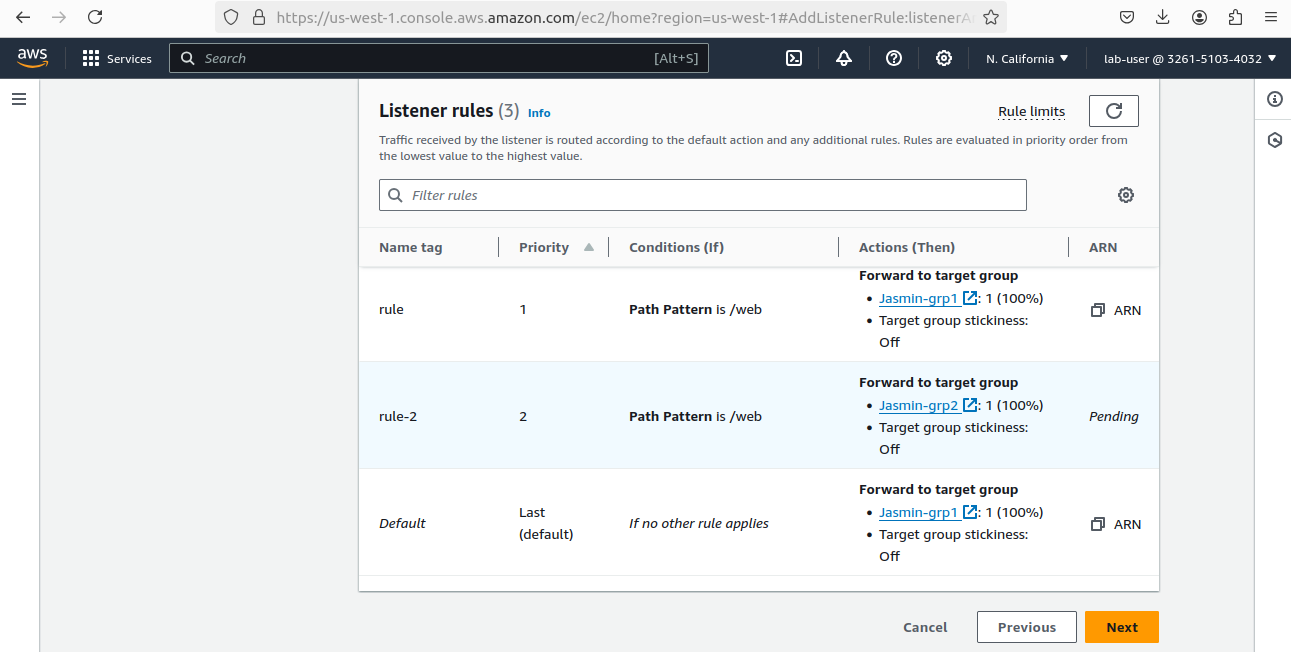 https://us-west-1.console.aws.amazon.com/ec2/home?region=us-west-1#AddListenerRule:listenerA
aws
Services
Search
[Alt+S]
N. California
lab-user @ 3261-5103-4032
Listener rules (3) Info
Rule limits
Traffic received by the listener is routed according to the default action and any additional rules. Rules are evaluated in priority order from
the lowest value to the highest value.
Filter rules
Name tag
Priority
Conditions (If)
Actions (Then)
ARN
rule
1
Path Pattern is /web
Forward to target group
• Jasmin-grp1 : 1 (100%)
• Target group stickiness:
Off
ARN
rule-2
2
Path Pattern is /web
Forward to target group
• Jasmin-grp2 : 1 (100%)
• Target group stickiness:
Off
Pending
Default
Last
(default)
If no other rule applies
Forward to target group
• Jasmin-grp1 : 1 (100%)
• Target group stickiness:
Off
ARN
Cancel
Previous
Next